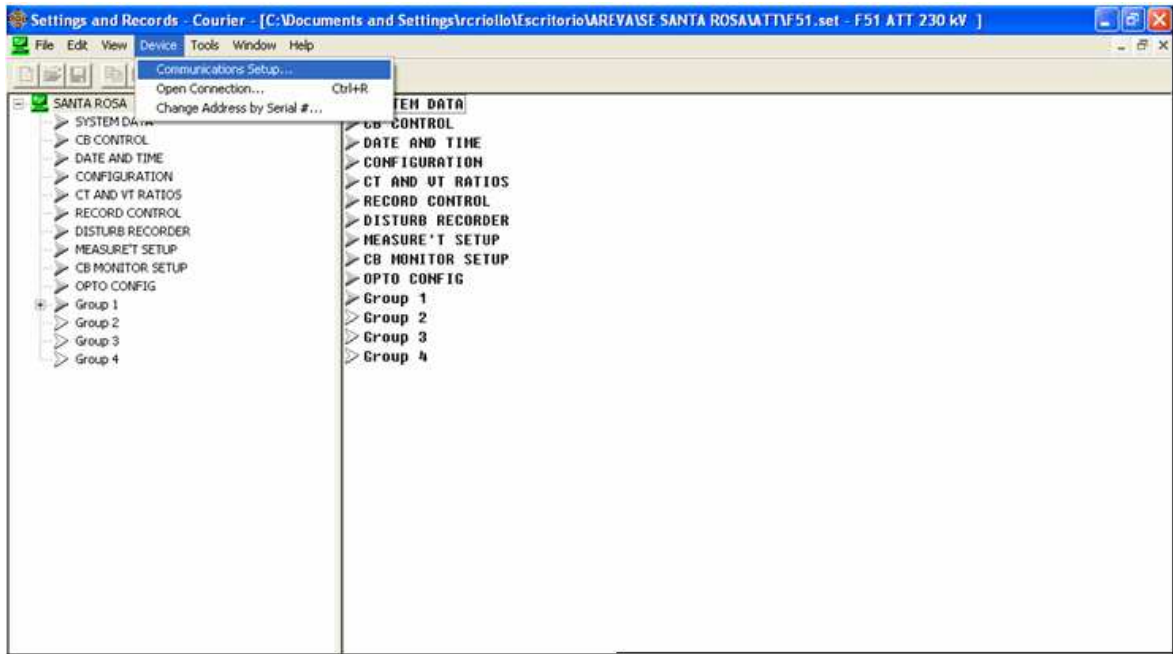 Settings and Records - Courier - [C:\Documents and Settings\rcriollo\Escritorio\AREVA\SE SANTA ROSA\ATT\F51.set - F51 ATT 230 kV ]
File Edit View Device Tools Window Help
Communications Setup...
Open Connection... Ctrl+R
Change Address by Serial #...
SANTA ROSA
SYSTEM DATA
CB CONTROL
DATE AND TIME
CONFIGURATION
CT AND VT RATIOS
RECORD CONTROL
DISTURB RECORDER
MEASURE'T SETUP
CB MONITOR SETUP
OPTO CONFIG
Group 1
Group 2
Group 3
Group 4
TEM DATA
CB CONTROL
DATE AND TIME
CONFIGURATION
CT AND VT RATIOS
RECORD CONTROL
DISTURB RECORDER
MEASURE'T SETUP
CB MONITOR SETUP
OPTO CONFIG
Group 1
Group 2
Group 3
Group 4